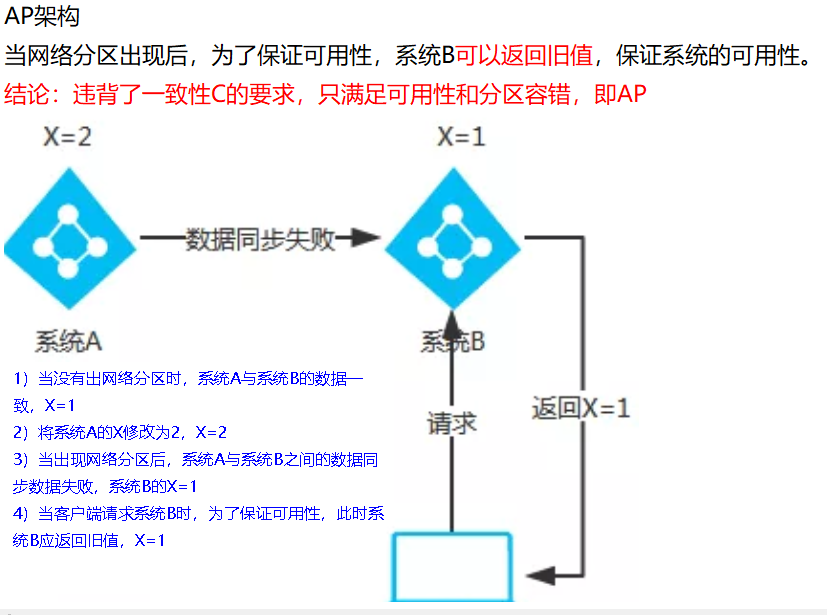 AP架构
当网络分区出现后，为了保证可用性，系统B可以返回旧值，保证系统的可用性。
结论：违背了一致性C的要求，只满足可用性和分区容错，即AP
X=2
X=1
数据同步失败
系统A
系统B
1）当没有出网络分区时，系统A与系统B的数据一
致，X=1
2）将系统A的X修改为2，X=2
3）当出现网络分区后，系统A与系统B之间的数据同
步数据失败，系统B的X=1
4）当客户端请求系统B时，为了保证可用性，此时系
统B应返回旧值，X=1
请求
返回X=1